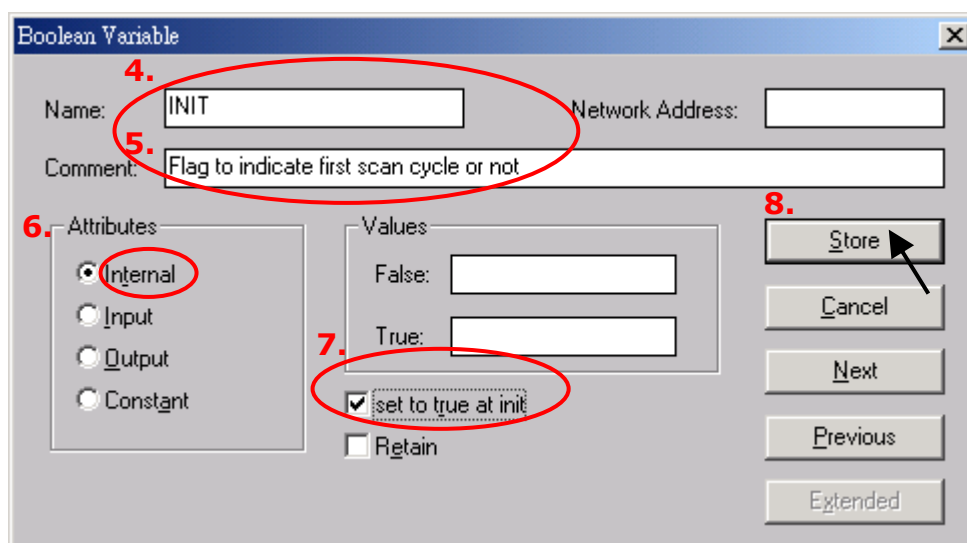 Boolean Variable
4.
Name: INIT Network Address:
5.
Comment: Flag to indicate first scan cycle or not
6. Attributes
Internal
Input
Output
Constant
Values
False:
True:
7.
set to true at init
Retain
8.
Store
Cancel
Next
Previous
Extended